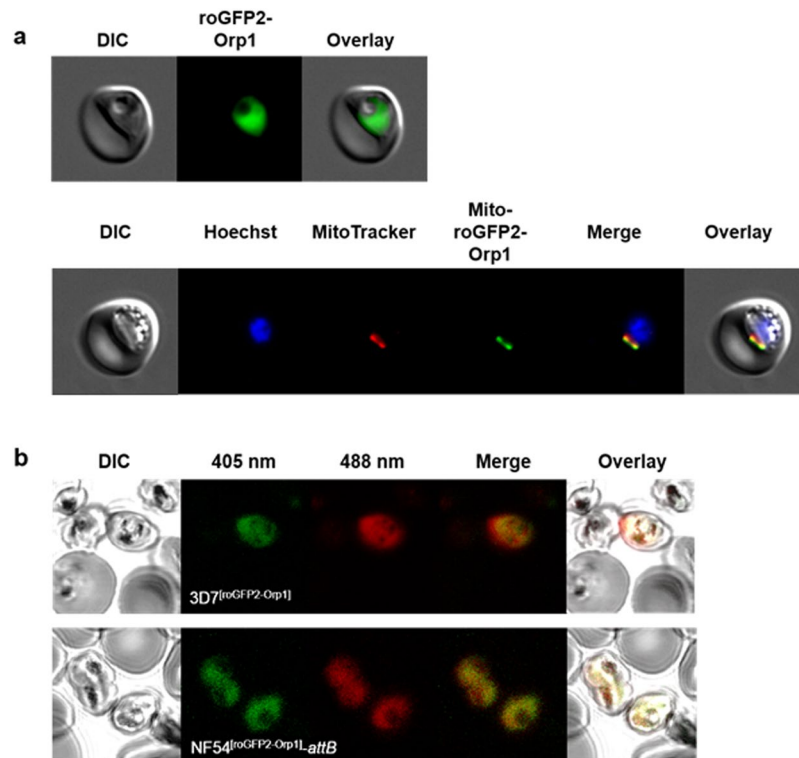 a
DIC
roGFP2-
Orp1
Overlay
DIC
Hoechst
MitoTracker
Mito-
roGFP2-
Orp1
Merge
Overlay
b
DIC
405 nm
488 nm
Merge
Overlay
3D7[roGFP2-Orp1]
NF54[roGFP2-Orp1]-attB